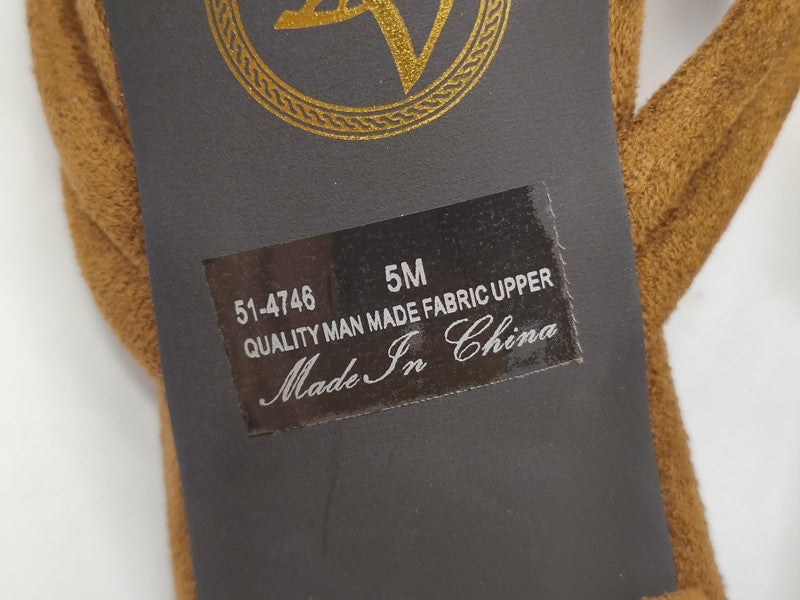 5M
51-4746
QUALITY MAN MADE FABRIC UPPER
Made In China